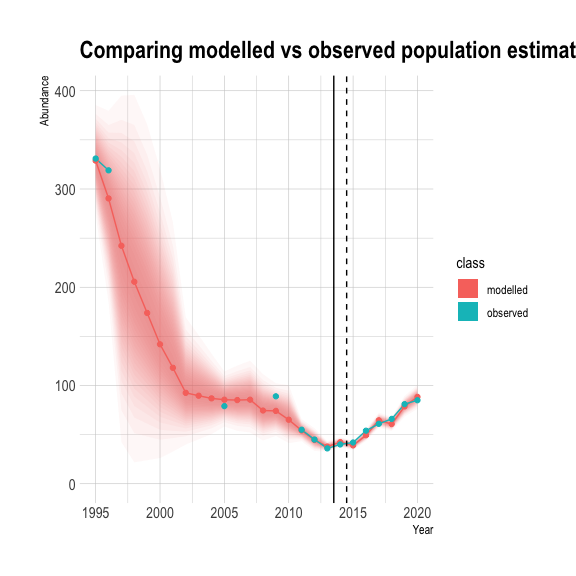 Comparing modelled vs observed population estimat
Abundance
400
300
200
100
0
1995 2000 2005 2010 2015 2020
Year
class
modelled
observed